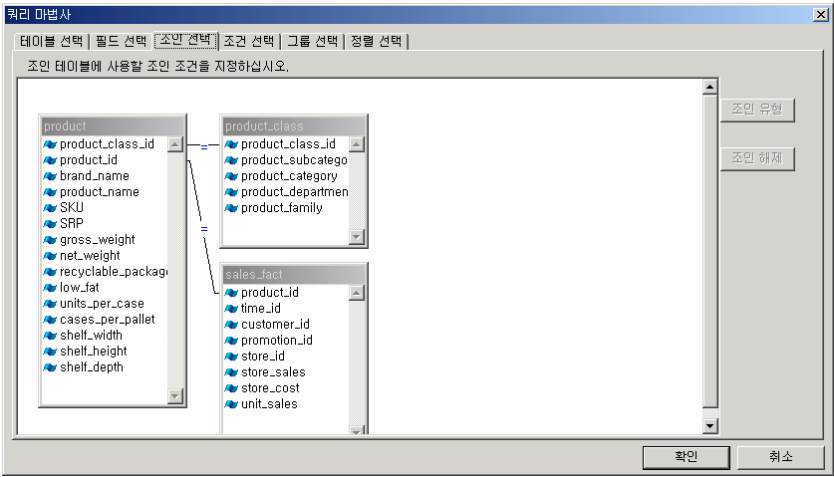 쿼리 마법사
테이블 선택 필드 선택 조인 선택 조건 선택 그룹 선택 정렬 선택
조인 테이블에 사용할 조인 조건을 지정하십시오.
product
product_class_id
product_id
brand_name
product_name
SKU
SRP
gross_weight
net_weight
recyclable_packag
low_fat
units_per_case
cases_per_pallet
shelf_width
shelf_height
shelf_depth
=
=
product_class
product_class_id
product_subcatego
product_category
product_departmen
product_family
sales_fact
product_id
time_id
customer_id
promotion_id
store_id
store_sales
store_cost
unit_sales
조인 유형
조인 해제
확인
취소